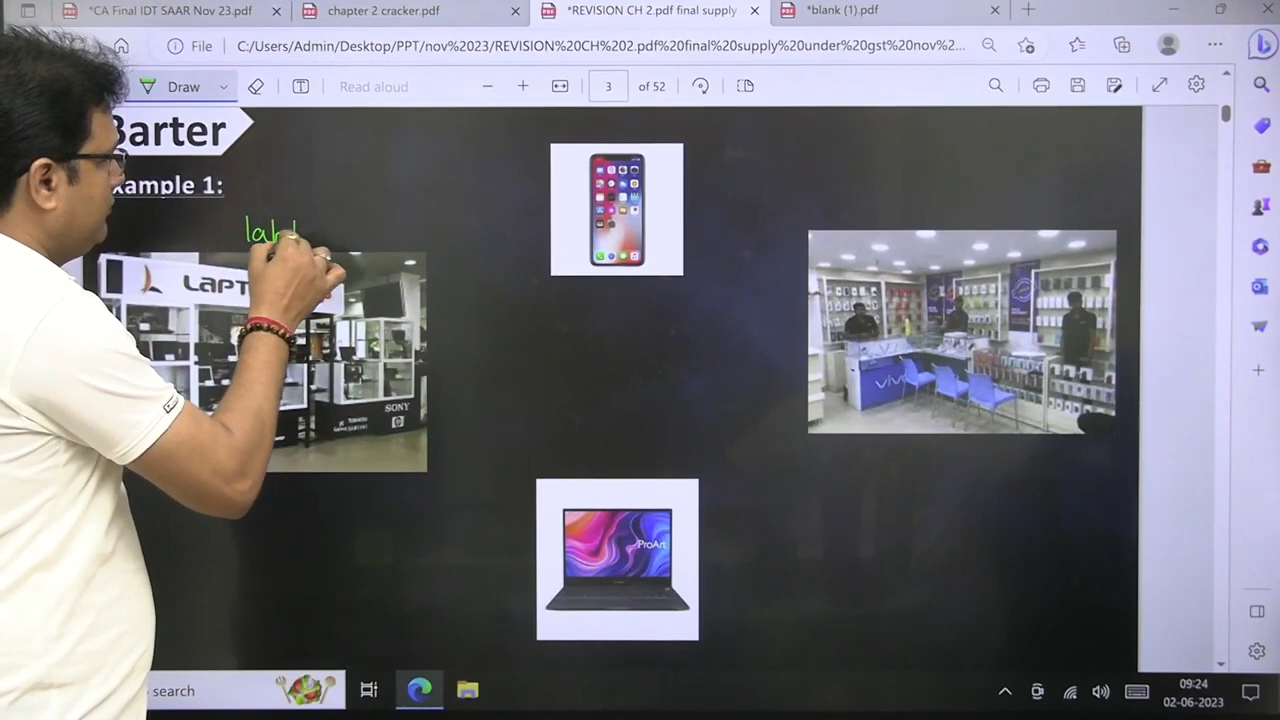 *CA Final IDT SAAR Nov 23.pdf
chapter 2 cracker.pdf
*REVISION CH 2.pdf final supply
*blank (1).pdf
File
C:/Users/Admin/Desktop/PPT/nov%2023/REVISION%20CH%202.pdf%20final%20supply%20under%20gst%20nov%2...
Draw
Read aloud
3
of 52
Barter
xample 1:
LAPT
SONY
hp
vivo
ProArt
search
09:24
02-06-2023